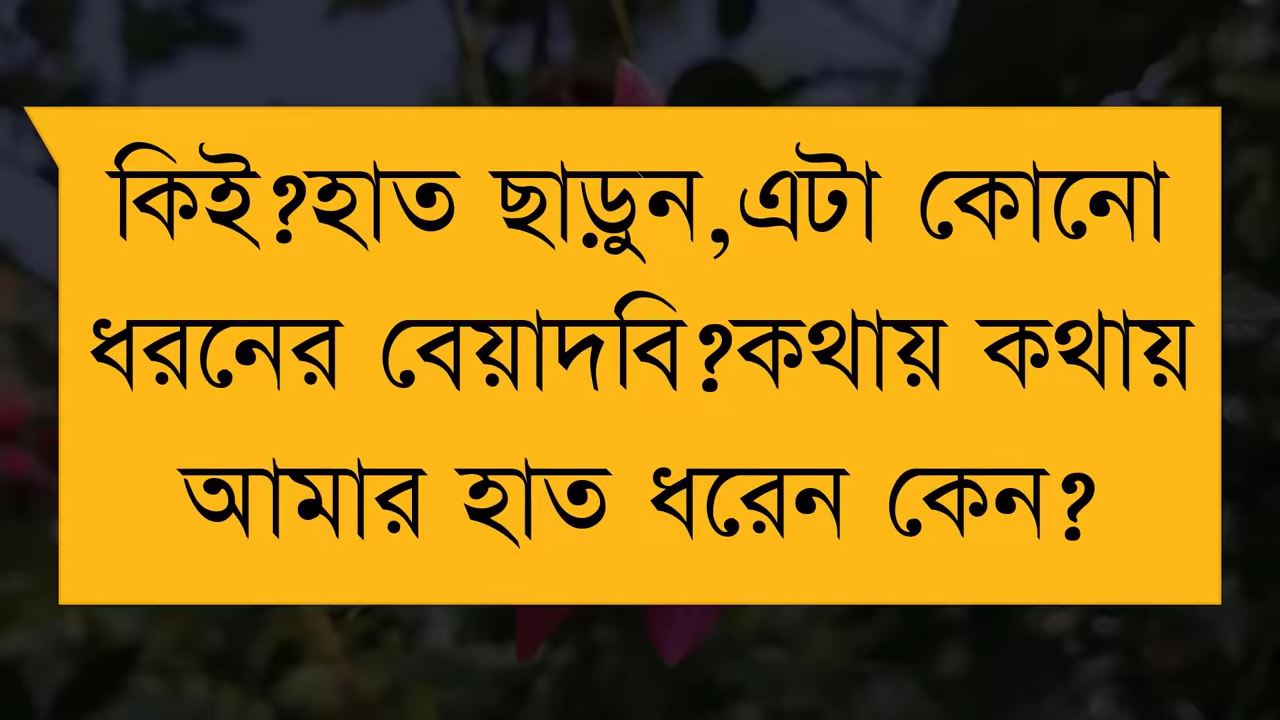 কিই?হাত ছাড়ুন,এটা কোনো
ধরনের বেয়াদবি?কথায় কথায়
আমার হাত ধরেন কেন?